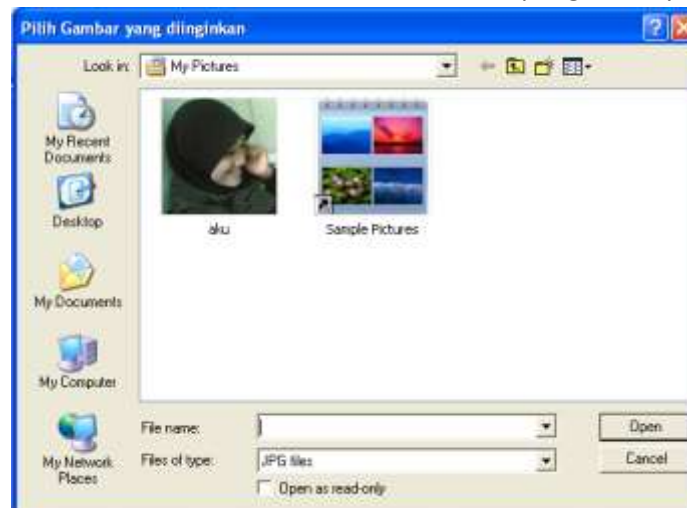 Pilih Gambar yang diinginkan
Look in:
My Pictures
My Recent
Documents
Desktop
My Documents
My Computer
My Network
Places
aku
Sample Pictures
File name:
Open
Files of type:
JPG files
Cancel
Open as read-only